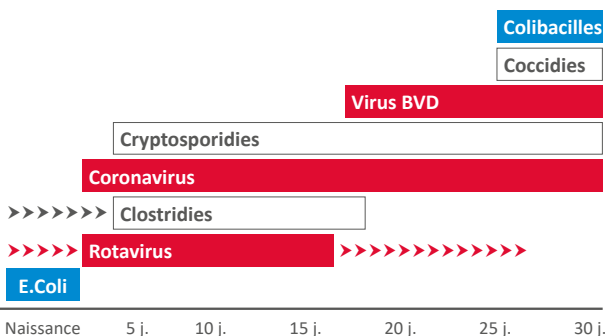 Colibacilles
Coccidies
Virus BVD
Cryptosporidies
Coronavirus
Clostridies
Rotavirus
E.Coli
Naissance 5 j. 10 j. 15 j. 20 j. 25 j. 30 j.